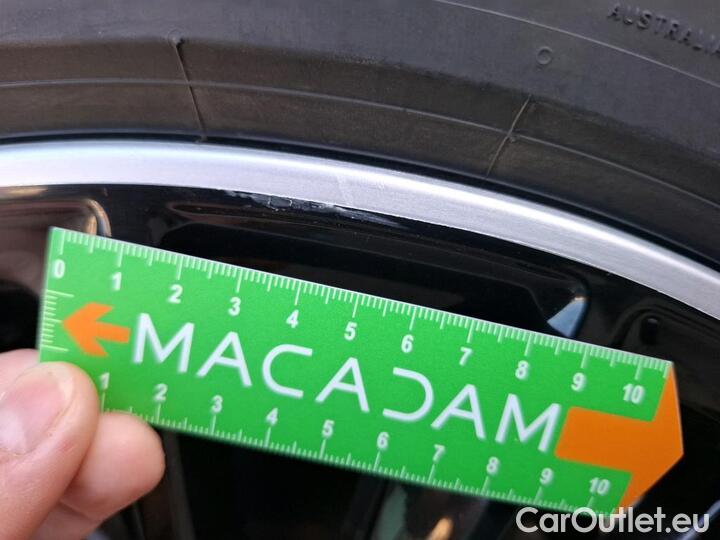 AUSTRALIA
0 1 2 3 4 5 6 7 8 9 10
MACADAM
1 2 3 4 5 6 7 8 9 10
CarOutlet.eu